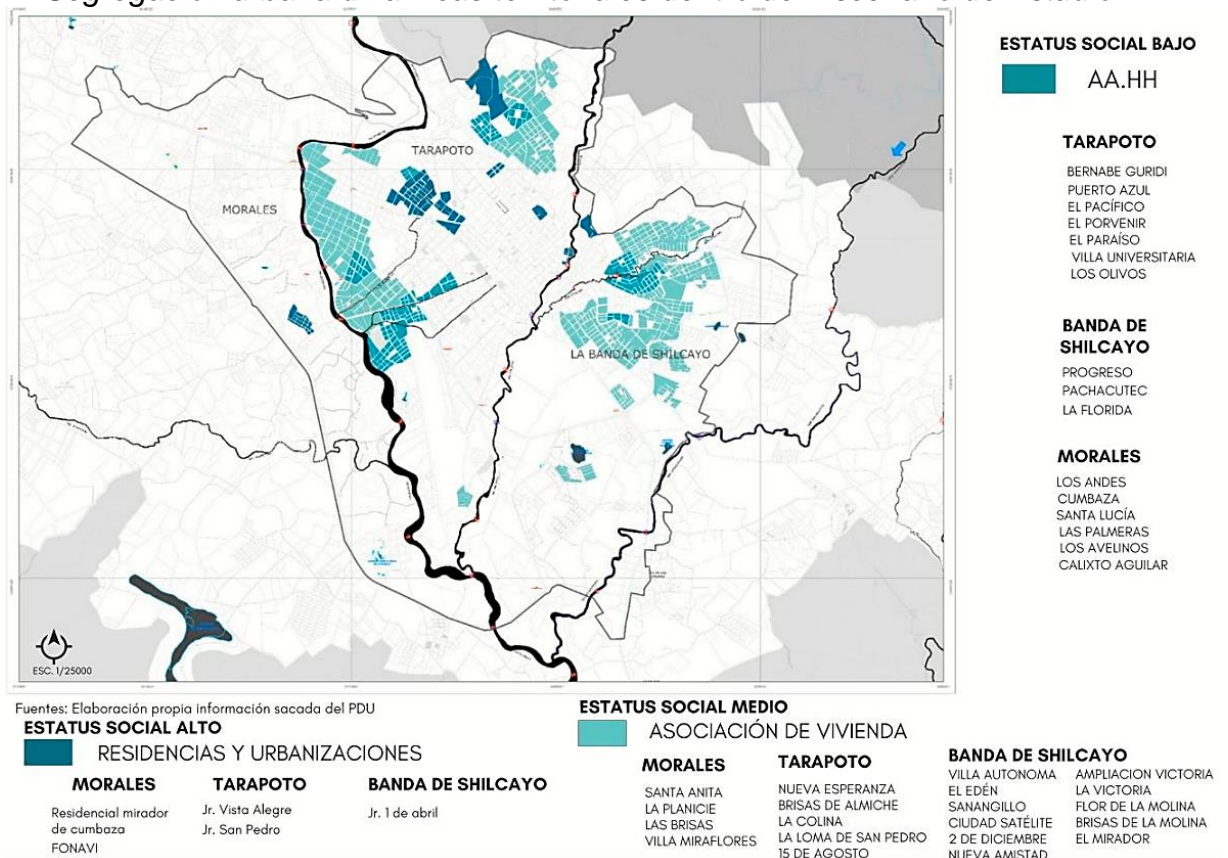 ESTATUS SOCIAL BAJO
AA.HH
TARAPOTO
BERNABE GURIDI
PUERTO AZUL
EL PACÍFICO
EL PORVENIR
EL PARAÍSO
VILLA UNIVERSITARIA
LOS OLIVOS
BANDA DE
SHILCAYO
PROGRESO
PACHACUTEC
LA FLORIDA
MORALES
LOS ANDES
CUMBAZA
SANTA LUCÍA
LAS PALMERAS
LOS AVELINOS
CALIXTO AGUILAR
TARAPOTO
MORALES
LA BANDA DE SHILCAYO
ESC. 1/25000
Fuentes: Elaboración propia información sacada del PDU
ESTATUS SOCIAL ALTO
RESIDENCIAS Y URBANIZACIONES
MORALES
Residencial mirador
de cumbaza
FONAVI
TARAPOTO
Jr. Vista Alegre
Jr. San Pedro
BANDA DE SHILCAYO
Jr. 1 de abril
ESTATUS SOCIAL MEDIO
ASOCIACIÓN DE VIVIENDA
MORALES
SANTA ANITA
LA PLANICIE
LAS BRISAS
VILLA MIRAFLORES
TARAPOTO
NUEVA ESPERANZA
BRISAS DE ALMICHE
LA COLINA
LA LOMA DE SAN PEDRO
15 DE AGOSTO
BANDA DE SHILCAYO
VILLA AUTONOMA
EL EDÉN
SANANGILLO
CIUDAD SATÉLITE
2 DE DICIEMBRE
NUEVA AMISTAD
AMPLIACION VICTORIA
LA VICTORIA
FLOR DE LA MOLINA
BRISAS DE LA MOLINA
EL MIRADOR